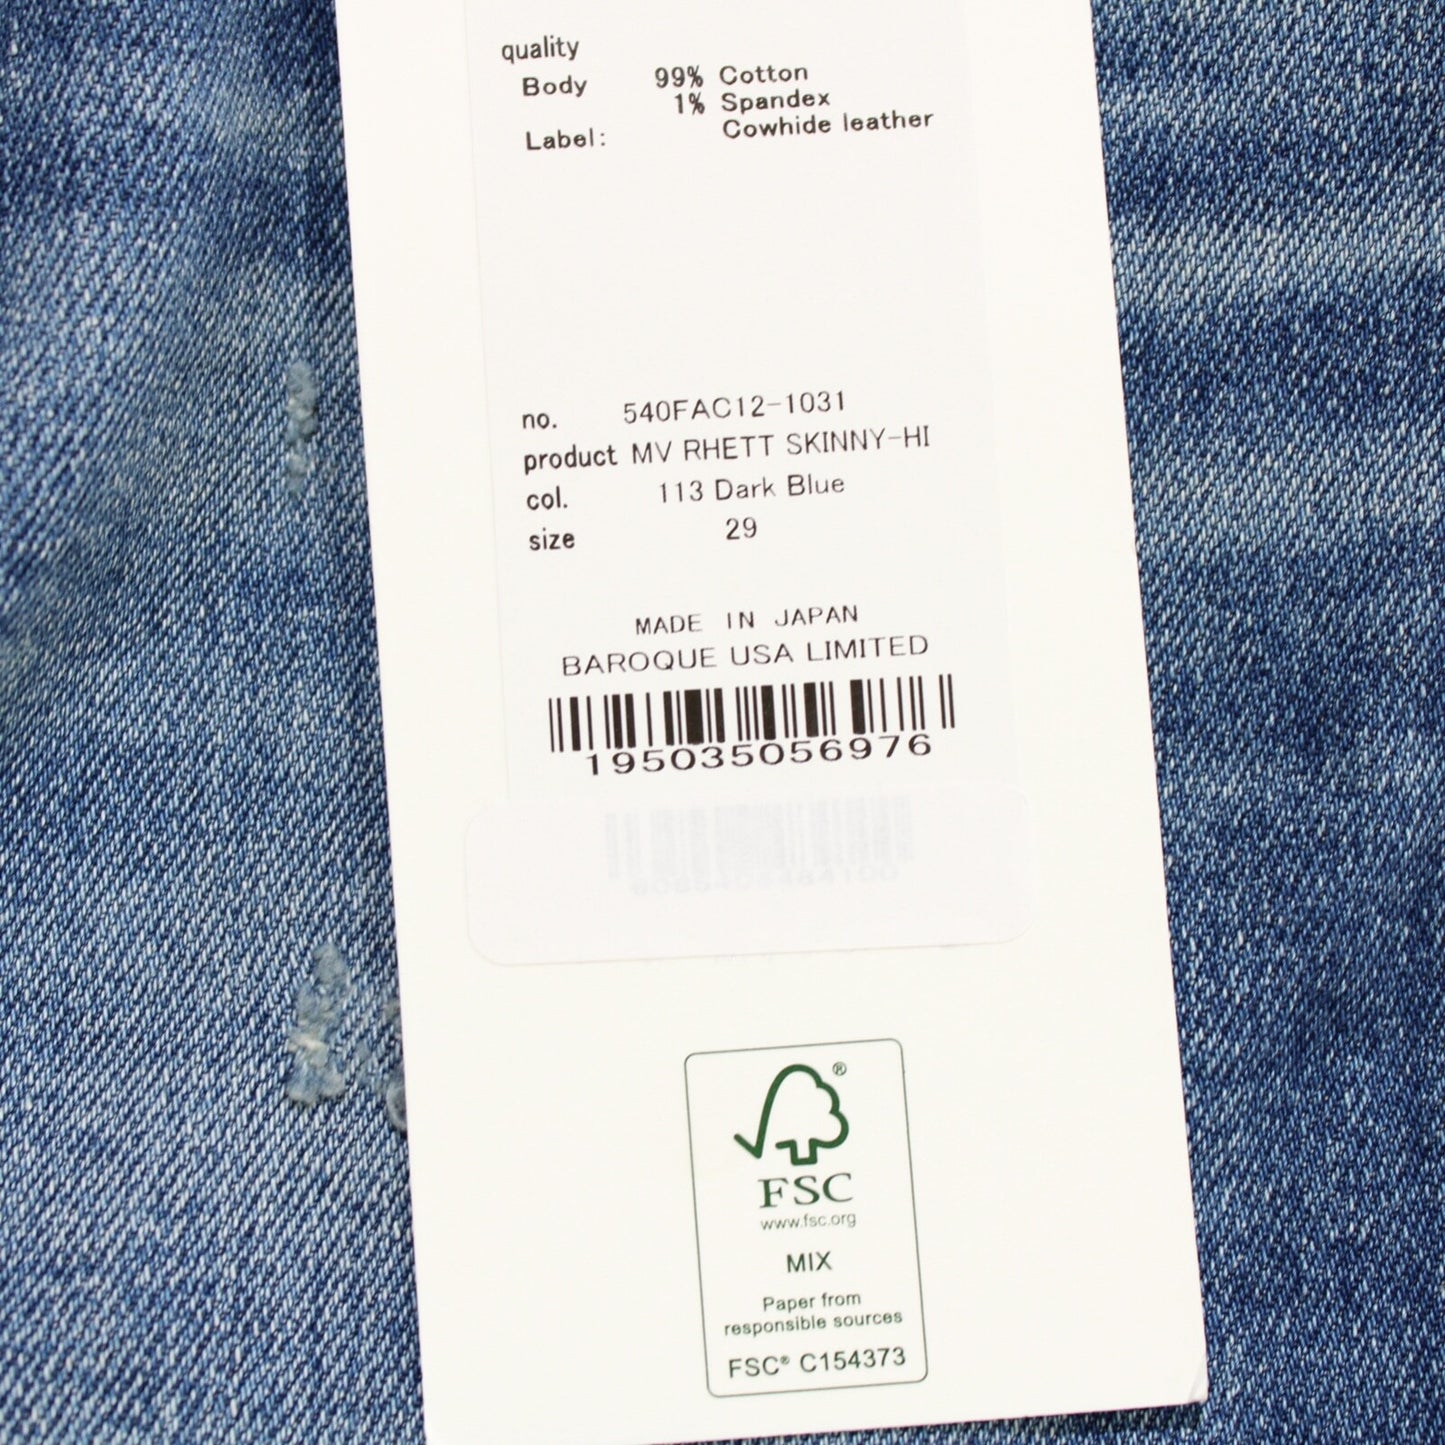 quality
Body 99% Cotton
1% Spandex
Label: Cowhide leather
no. 540FAC12-1031
product MV RHETT SKINNY-HI
col. 113 Dark Blue
size 29
MADE IN JAPAN
BAROQUE USA LIMITED
195035056976
®
FSC
www.fsc.org
MIX
Paper from
responsible sources
FSC® C154373